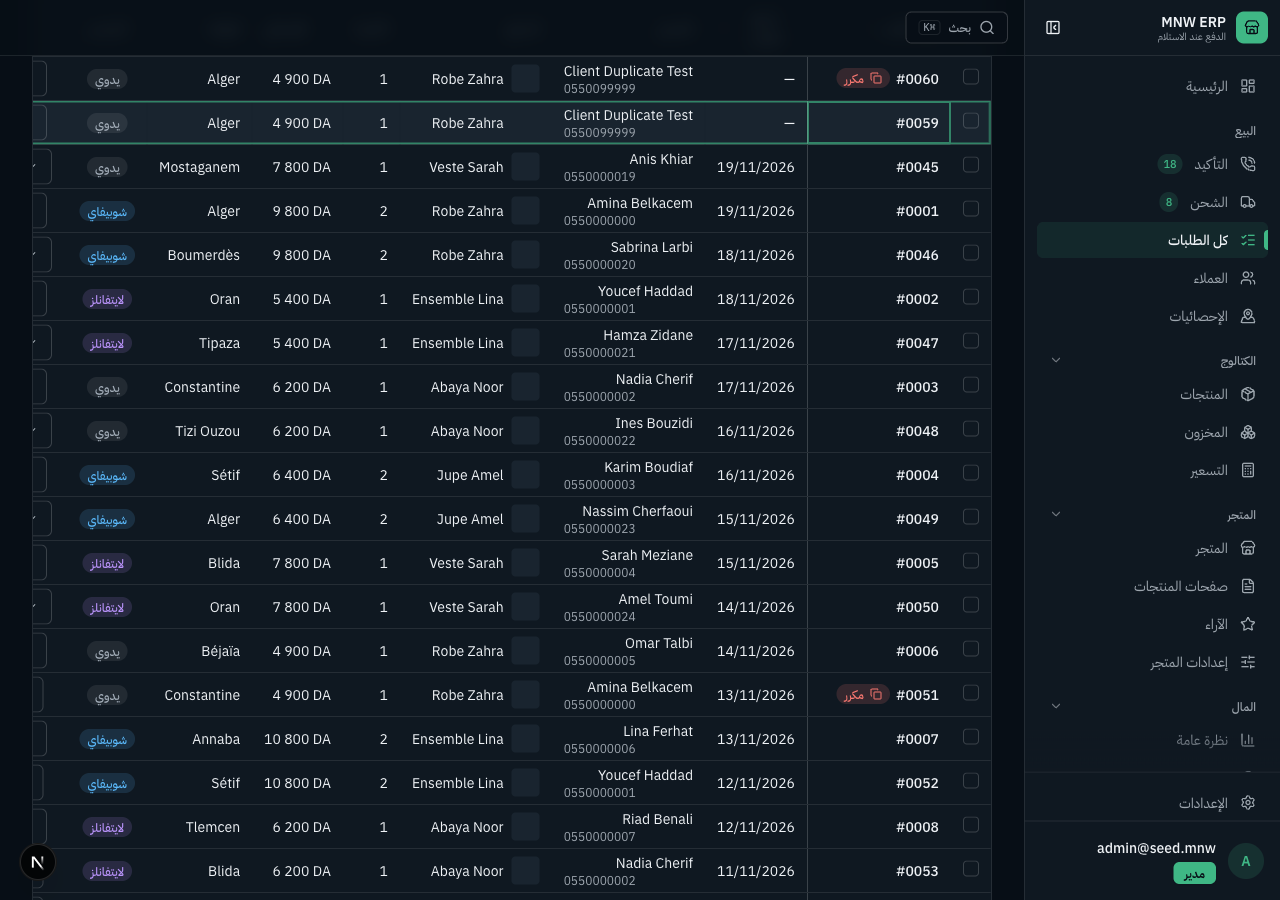 MNW ERP
الدفع عند الاستلام
بحث
⌘K
الرئيسية
البيع
التأكيد 18
الشحن 8
كل الطلبات
العملاء
الإحصائيات
الكتالوج
المنتجات
المخزون
التسعير
المتجر
المتجر
صفحات المنتجات
الآراء
إعدادات المتجر
المال
نظرة عامة
الإعدادات
admin@seed.mnw
مدير
A
#0060 مكرر — Client Duplicate Test 0550099999 Robe Zahra 1 4 900 DA Alger يدوي
#0059 — Client Duplicate Test 0550099999 Robe Zahra 1 4 900 DA Alger يدوي
#0045 19/11/2026 Anis Khiar 0550000019 Veste Sarah 1 7 800 DA Mostaganem يدوي
#0001 19/11/2026 Amina Belkacem 0550000000 Robe Zahra 2 9 800 DA Alger شوبيفاي
#0046 18/11/2026 Sabrina Larbi 0550000020 Robe Zahra 2 9 800 DA Boumerdès شوبيفاي
#0002 18/11/2026 Youcef Haddad 0550000001 Ensemble Lina 1 5 400 DA Oran لايتفانلز
#0047 17/11/2026 Hamza Zidane 0550000021 Ensemble Lina 1 5 400 DA Tipaza لايتفانلز
#0003 17/11/2026 Nadia Cherif 0550000002 Abaya Noor 1 6 200 DA Constantine يدوي
#0048 16/11/2026 Ines Bouzidi 0550000022 Abaya Noor 1 6 200 DA Tizi Ouzou يدوي
#0004 16/11/2026 Karim Boudiaf 0550000003 Jupe Amel 2 6 400 DA Sétif شوبيفاي
#0049 15/11/2026 Nassim Cherfaoui 0550000023 Jupe Amel 2 6 400 DA Alger شوبيفاي
#0005 15/11/2026 Sarah Meziane 0550000004 Veste Sarah 1 7 800 DA Blida لايتفانلز
#0050 14/11/2026 Amel Toumi 0550000024 Veste Sarah 1 7 800 DA Oran لايتفانلز
#0006 14/11/2026 Omar Talbi 0550000005 Robe Zahra 1 4 900 DA Béjaïa يدوي
#0051 مكرر 13/11/2026 Amina Belkacem 0550000000 Robe Zahra 1 4 900 DA Constantine يدوي
#0007 13/11/2026 Lina Ferhat 0550000006 Ensemble Lina 2 10 800 DA Annaba شوبيفاي
#0052 12/11/2026 Youcef Haddad 0550000001 Ensemble Lina 2 10 800 DA Sétif شوبيفاي
#0008 12/11/2026 Riad Benali 0550000007 Abaya Noor 1 6 200 DA Tlemcen لايتفانلز
#0053 11/11/2026 Nadia Cherif 0550000002 Abaya Noor 1 6 200 DA Blida لايتفانلز
N